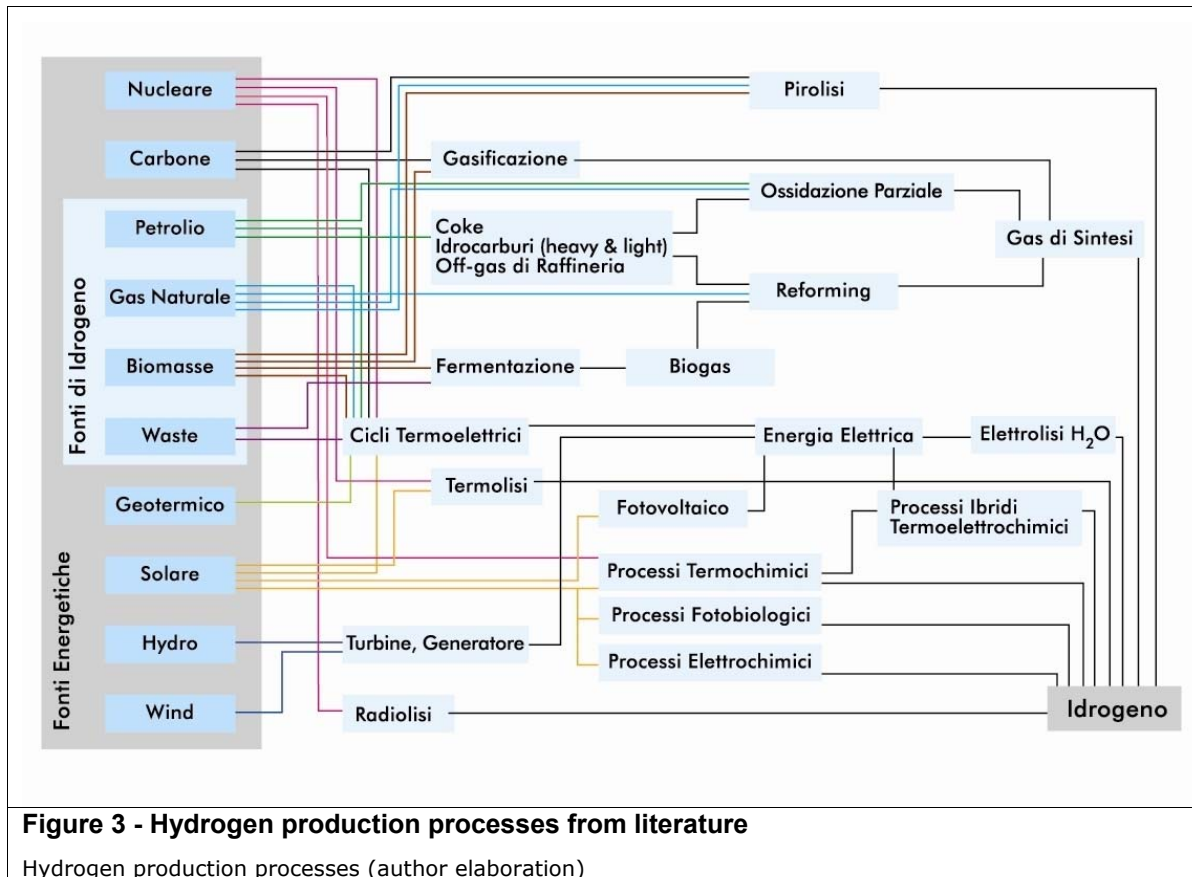 Fonti Energetiche
Fonti di Idrogeno
Nucleare
Carbone
Petrolio
Gas Naturale
Biomasse
Waste
Geotermico
Solare
Hydro
Wind
Pirolisi
Gasificazione
Ossidazione Parziale
Coke
Idrocarburi (heavy & light)
Off-gas di Raffineria
Gas di Sintesi
Reforming
Fermentazione
Biogas
Cicli Termoelettrici
Energia Elettrica
Elettrolisi H₂O
Termolisi
Fotovoltaico
Processi Ibridi
Termoelettrochimici
Processi Termochimici
Processi Fotobiologici
Turbine, Generatore
Processi Elettrochimici
Radiolisi
Idrogeno
Figure 3 - Hydrogen production processes from literature
Hydrogen production processes (author elaboration)